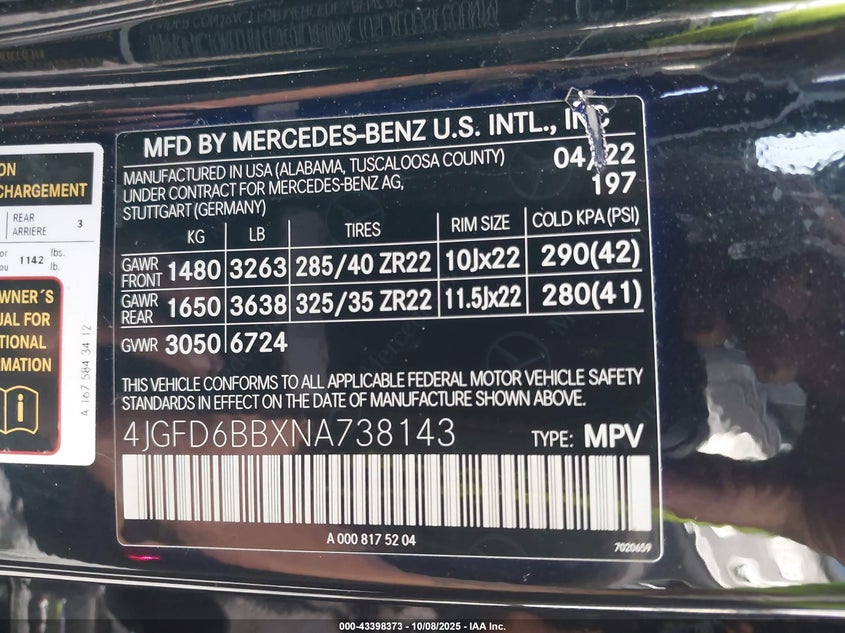 ON
CHARGEMENT
REAR
ARRIÈRE 3
or 1142 lbs.
ou lb.
WNER´S
UAL FOR
TIONAL
RMATION
A 167 584 34 12
MFD BY MERCEDES-BENZ U.S. INTL., INC
MANUFACTURED IN USA (ALABAMA, TUSCALOOSA COUNTY) 04/22
UNDER CONTRACT FOR MERCEDES-BENZ AG, 197
STUTTGART (GERMANY)
KG LB TIRES RIM SIZE COLD KPA (PSI)
GAWR FRONT 1480 3263 285/40 ZR22 10Jx22 290(42)
GAWR REAR 1650 3638 325/35 ZR22 11.5Jx22 280(41)
GVWR 3050 6724
THIS VEHICLE CONFORMS TO ALL APPLICABLE FEDERAL MOTOR VEHICLE SAFETY
STANDARDS IN EFFECT ON THE DATE OF MANUFACTURE SHOWN ABOVE.
4JGFD6BBXNA738143 TYPE: MPV
A 000 817 52 04
7020659
000-43398373 - 10/08/2025 - IAA Inc.